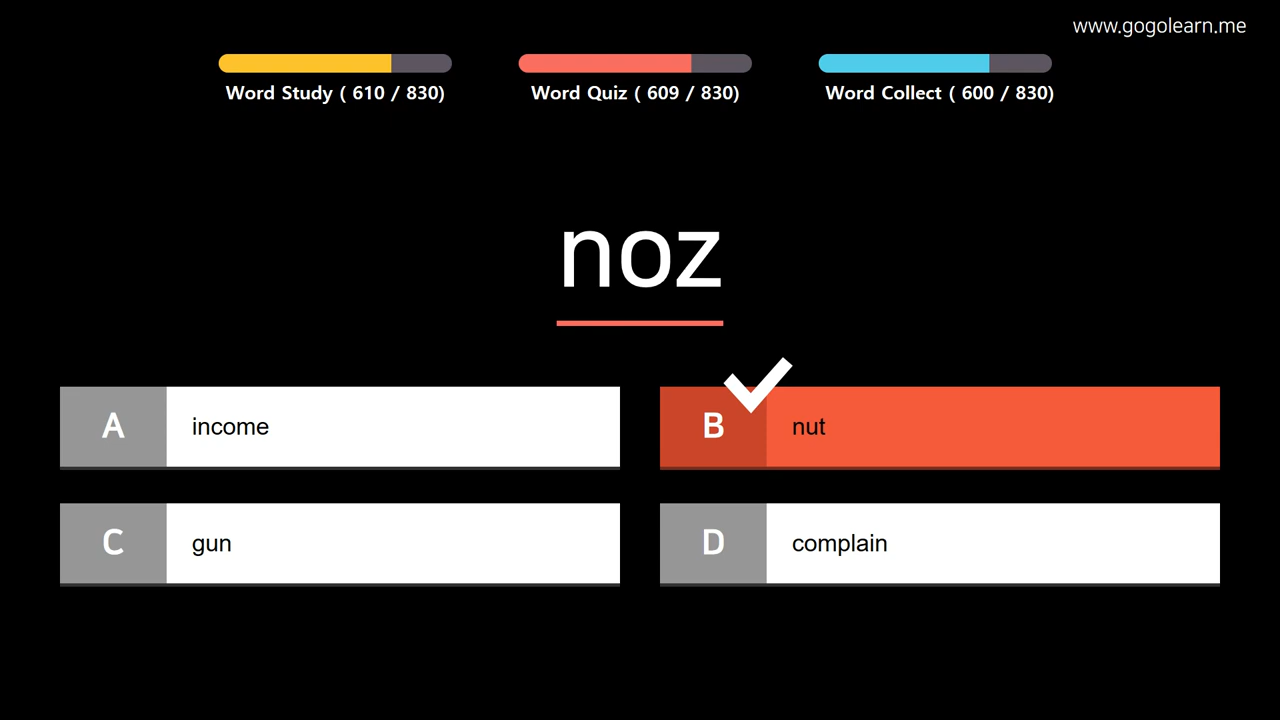 www.gogolearn.me
Word Study ( 610 / 830)
Word Quiz ( 609 / 830)
Word Collect ( 600 / 830)
noz
A income
B nut
C gun
D complain